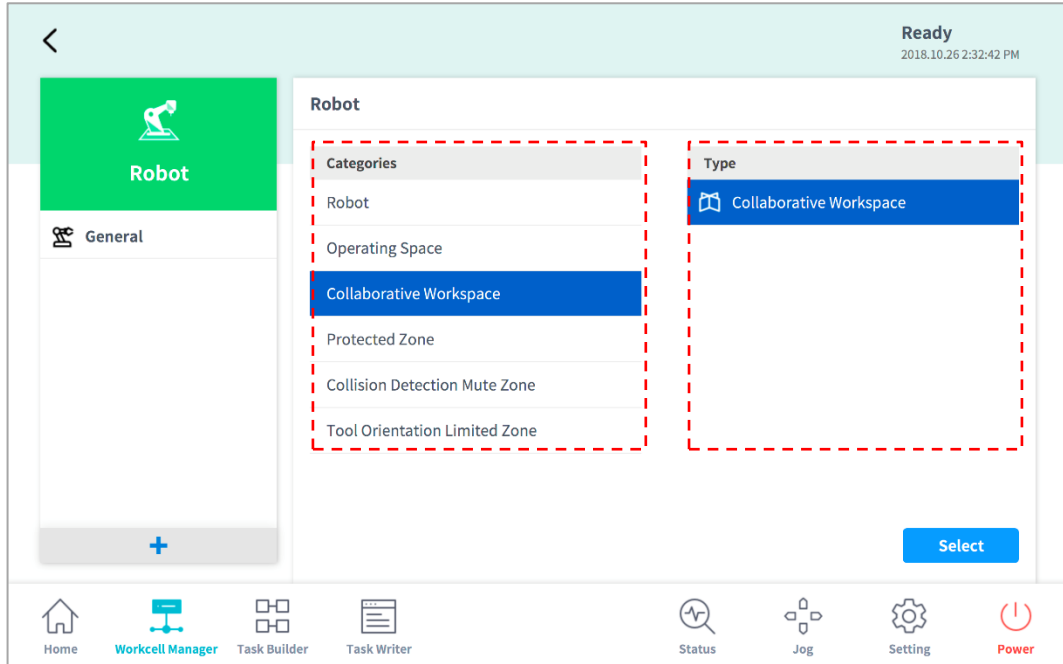 Ready
2018.10.26 2:32:42 PM
Robot
General
Robot
Categories
Robot
Operating Space
Collaborative Workspace
Protected Zone
Collision Detection Mute Zone
Tool Orientation Limited Zone
Type
Collaborative Workspace
+
Select
Home
Workcell Manager
Task Builder
Task Writer
Status
Jog
Setting
Power